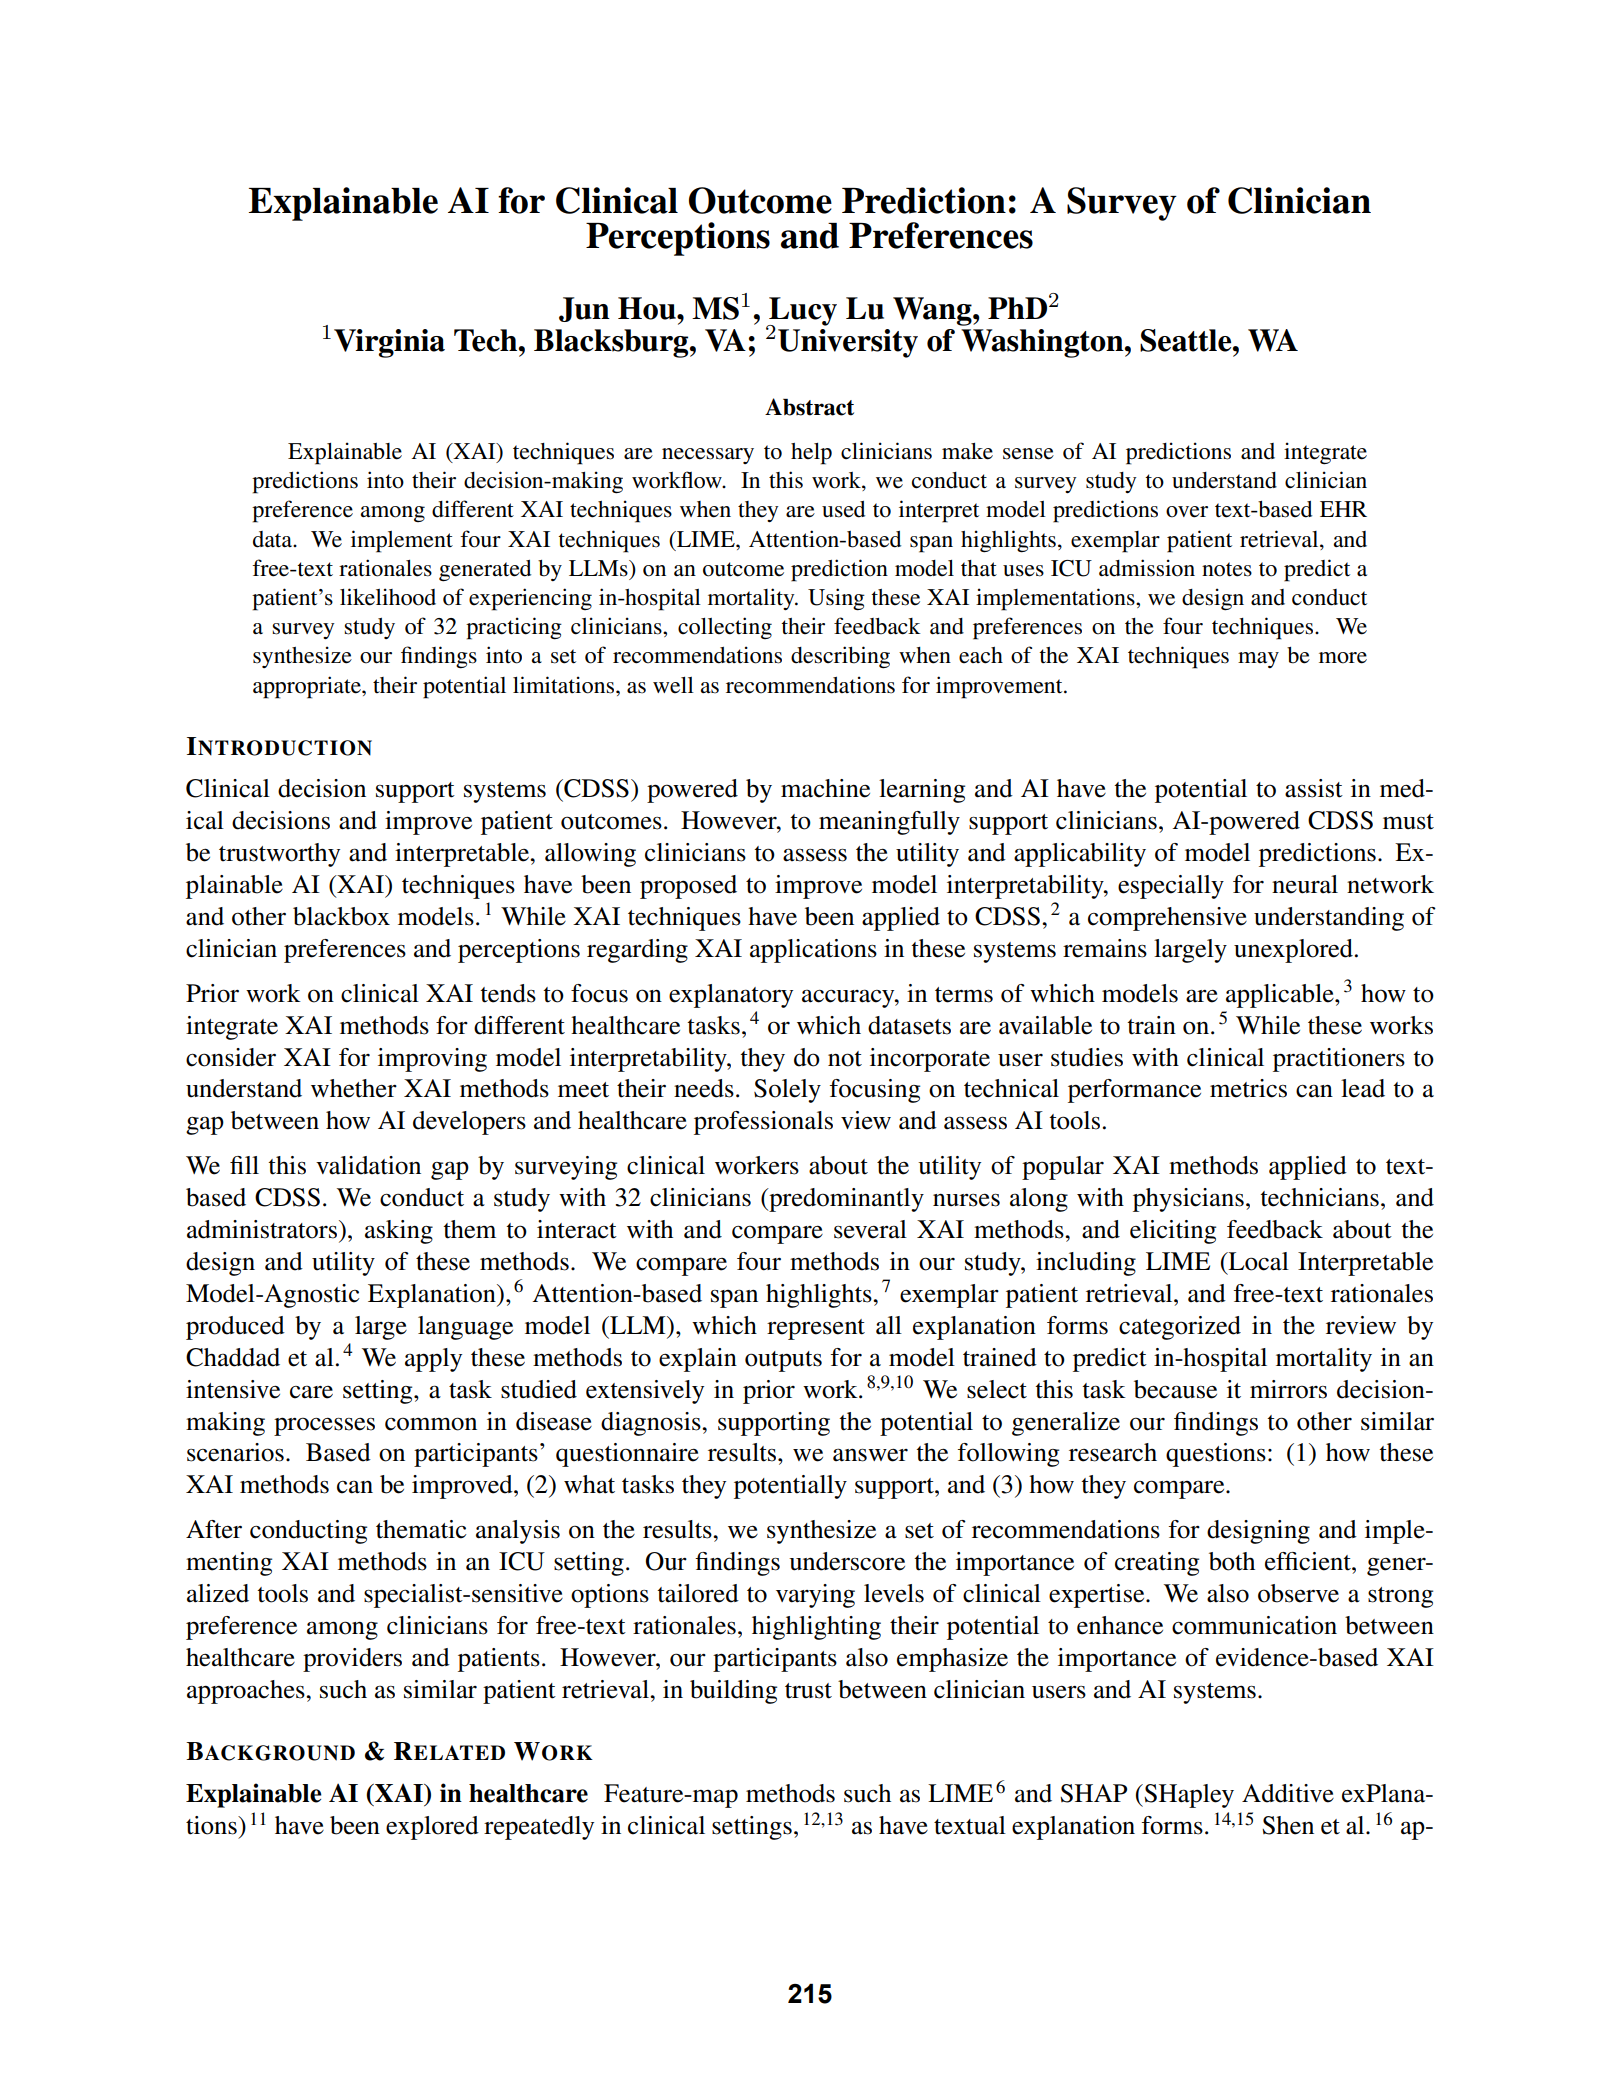 Explainable AI for Clinical Outcome Prediction: A Survey of Clinician
Perceptions and Preferences
Jun Hou, MS1, Lucy Lu Wang, PhD2
1Virginia Tech, Blacksburg, VA; 2University of Washington, Seattle, WA
Abstract
Explainable AI (XAI) techniques are necessary to help clinicians make sense of AI predictions and integrate
predictions into their decision-making workflow. In this work, we conduct a survey study to understand clinician
preference among different XAI techniques when they are used to interpret model predictions over text-based EHR
data. We implement four XAI techniques (LIME, Attention-based span highlights, exemplar patient retrieval, and
free-text rationales generated by LLMs) on an outcome prediction model that uses ICU admission notes to predict a
patient's likelihood of experiencing in-hospital mortality. Using these XAI implementations, we design and conduct
a survey study of 32 practicing clinicians, collecting their feedback and preferences on the four techniques. We
synthesize our findings into a set of recommendations describing when each of the XAI techniques may be more
appropriate, their potential limitations, as well as recommendations for improvement.
INTRODUCTION
Clinical decision support systems (CDSS) powered by machine learning and AI have the potential to assist in med-
ical decisions and improve patient outcomes. However, to meaningfully support clinicians, AI-powered CDSS must
be trustworthy and interpretable, allowing clinicians to assess the utility and applicability of model predictions. Ex-
plainable AI (XAI) techniques have been proposed to improve model interpretability, especially for neural network
and other blackbox models.1 While XAI techniques have been applied to CDSS,2 a comprehensive understanding of
clinician preferences and perceptions regarding XAI applications in these systems remains largely unexplored.
Prior work on clinical XAI tends to focus on explanatory accuracy, in terms of which models are applicable,3 how to
integrate XAI methods for different healthcare tasks,4 or which datasets are available to train on.5 While these works
consider XAI for improving model interpretability, they do not incorporate user studies with clinical practitioners to
understand whether XAI methods meet their needs. Solely focusing on technical performance metrics can lead to a
gap between how AI developers and healthcare professionals view and assess AI tools.
We fill this validation gap by surveying clinical workers about the utility of popular XAI methods applied to text-
based CDSS. We conduct a study with 32 clinicians (predominantly nurses along with physicians, technicians, and
administrators), asking them to interact with and compare several XAI methods, and eliciting feedback about the
design and utility of these methods. We compare four methods in our study, including LIME (Local Interpretable
Model-Agnostic Explanation),6 Attention-based span highlights,7 exemplar patient retrieval, and free-text rationales
produced by a large language model (LLM), which represent all explanation forms categorized in the review by
Chaddad et al.4 We apply these methods to explain outputs for a model trained to predict in-hospital mortality in an
intensive care setting, a task studied extensively in prior work.8,9,10 We select this task because it mirrors decision-
making processes common in disease diagnosis, supporting the potential to generalize our findings to other similar
scenarios. Based on participants' questionnaire results, we answer the following research questions: (1) how these
XAI methods can be improved, (2) what tasks they potentially support, and (3) how they compare.
After conducting thematic analysis on the results, we synthesize a set of recommendations for designing and imple-
menting XAI methods in an ICU setting. Our findings underscore the importance of creating both efficient, gener-
alized tools and specialist-sensitive options tailored to varying levels of clinical expertise. We also observe a strong
preference among clinicians for free-text rationales, highlighting their potential to enhance communication between
healthcare providers and patients. However, our participants also emphasize the importance of evidence-based XAI
approaches, such as similar patient retrieval, in building trust between clinician users and AI systems.
BACKGROUND & RELATED WORK
Explainable AI (XAI) in healthcare Feature-map methods such as LIME6 and SHAP (SHapley Additive exPlana-
tions)11 have been explored repeatedly in clinical settings,12,13 as have textual explanation forms.14,15 Shen et al.16 ap-
215